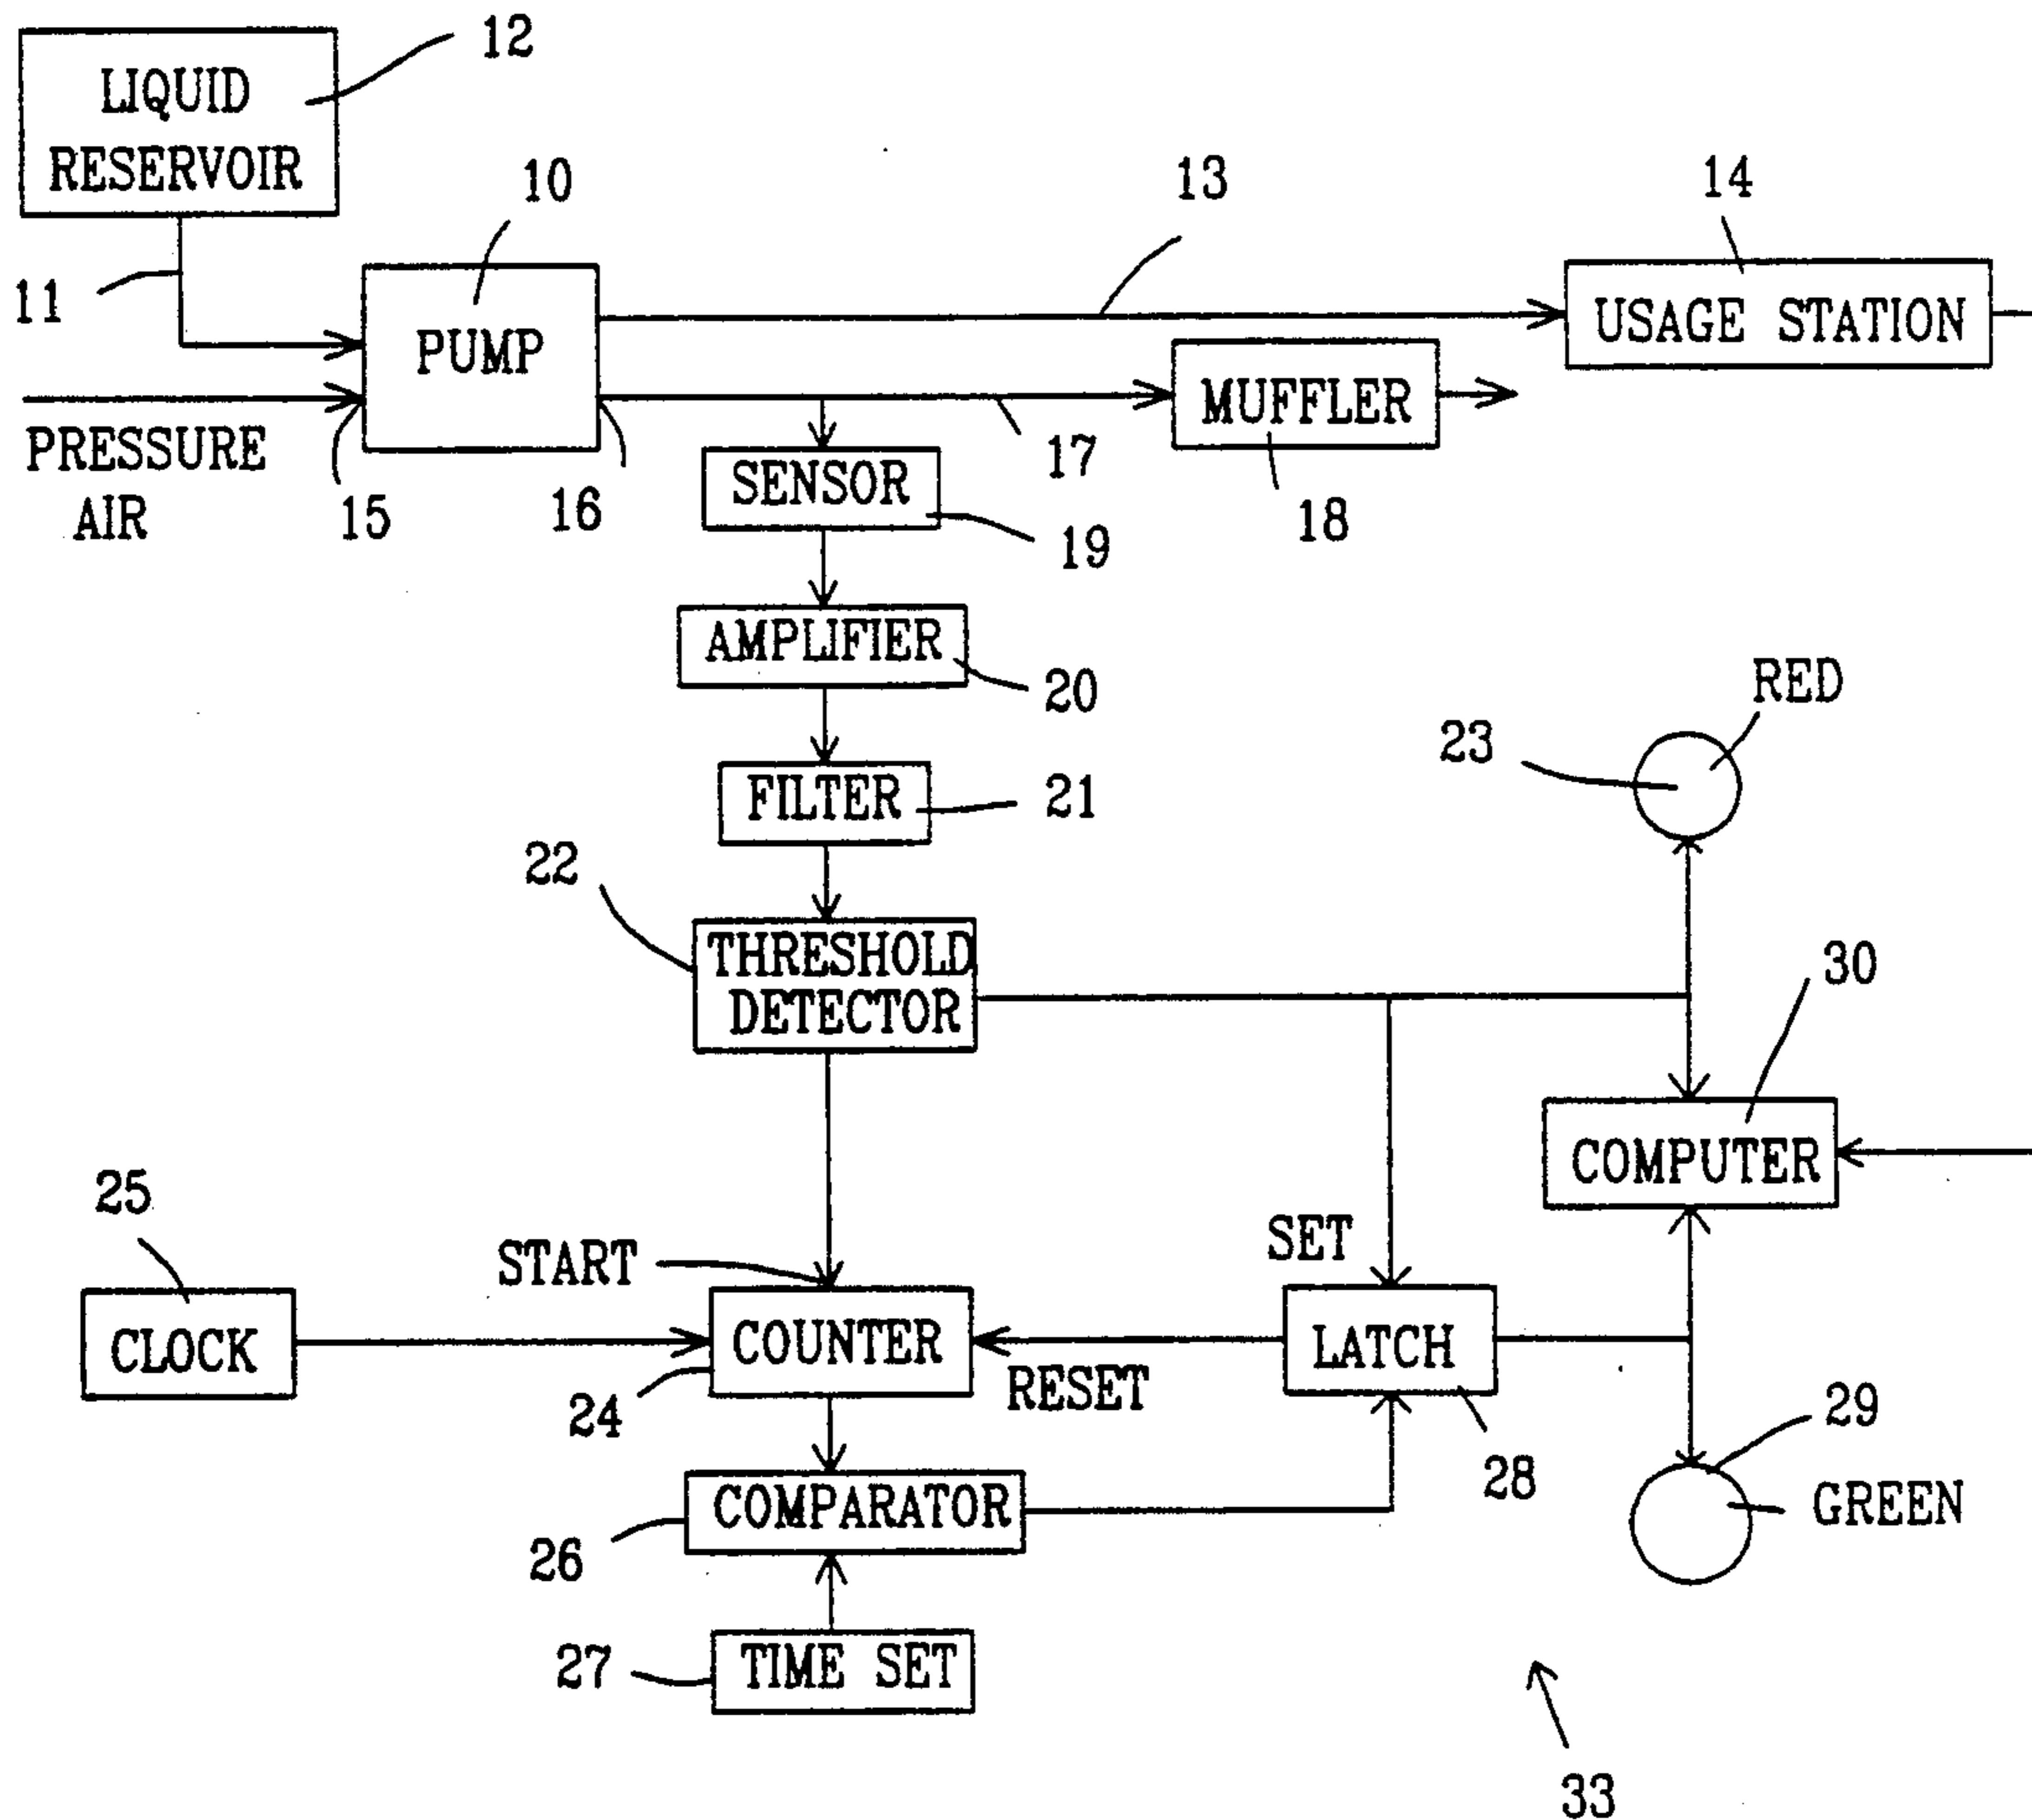 12
LIQUID
RESERVOIR
10
13
14
11
PUMP
USAGE STATION
MUFFLER
PRESSURE
AIR
15
16
SENSOR
17
18
19
AMPLIFIER
20
RED
23
FILTER
21
22
THRESHOLD
DETECTOR
30
COMPUTER
25
START
SET
CLOCK
COUNTER
LATCH
RESET
24
29
28
COMPARATOR
GREEN
26
27
TIME SET
33